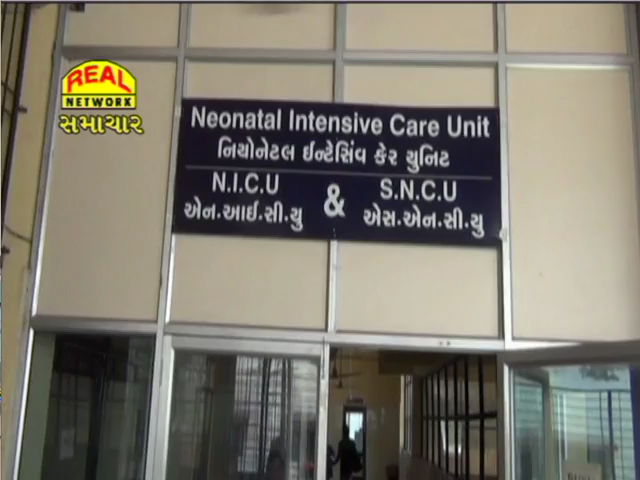 REAL
NETWORK
સમાચાર
Neonatal Intensive Care Unit
નિયોનેટલ ઈન્ટેસિંવ કેર યુનિટ
N.I.C.U & S.N.C.U
એન.આઈ.સી.યુ એસ.એન.સી.યુ